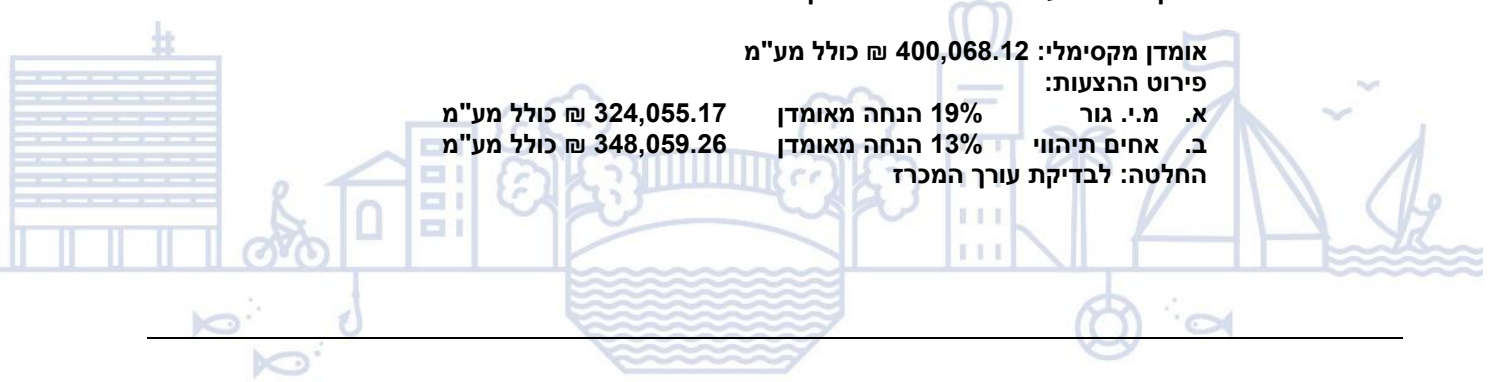 אומדן מקסימלי: 400,068.12 ₪ כולל מע"מ
פירוט ההצעות:
א. מ.י. גור 19% הנחה מאומדן 324,055.17 ₪ כולל מע"מ
ב. אחים תיהווי 13% הנחה מאומדן 348,059.26 ₪ כולל מע"מ
החלטה: לבדיקת עורך המכרז